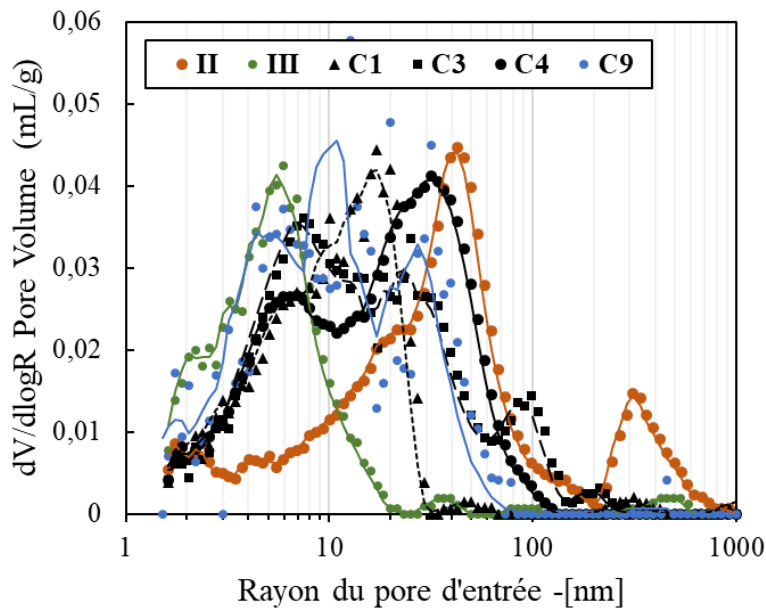 0,06
0,05
0,04
0,03
0,02
0,01
0
dV/dlogR Pore Volume (mL/g)
II III C1 C3 C4 C9
1 10 100 1000
Rayon du pore d'entrée -[nm]